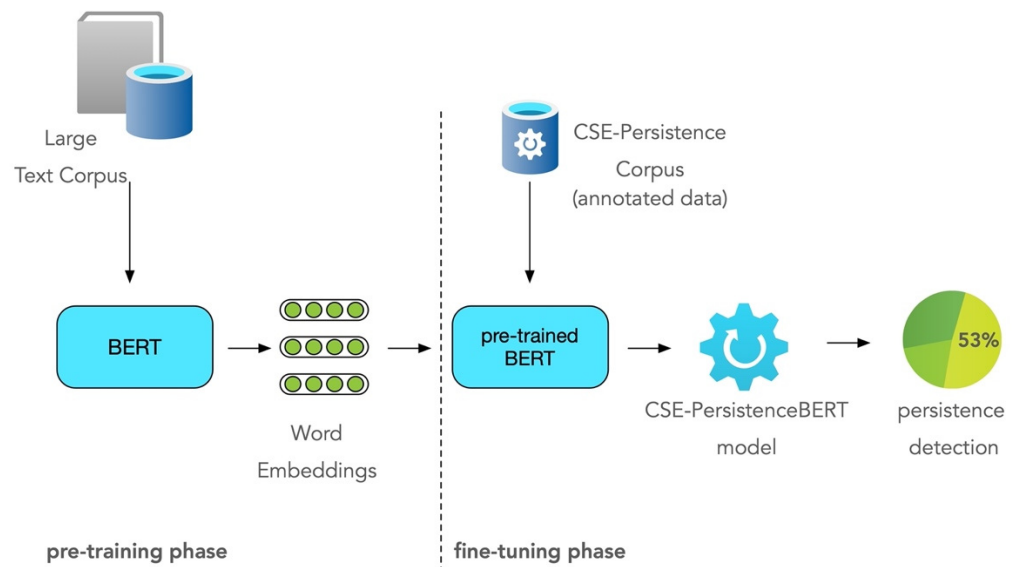 Large
Text Corpus
CSE-Persistence
Corpus
(annotated data)
BERT
Word
Embeddings
pre-trained
BERT
CSE-PersistenceBERT
model
53%
persistence
detection
pre-training phase
fine-tuning phase